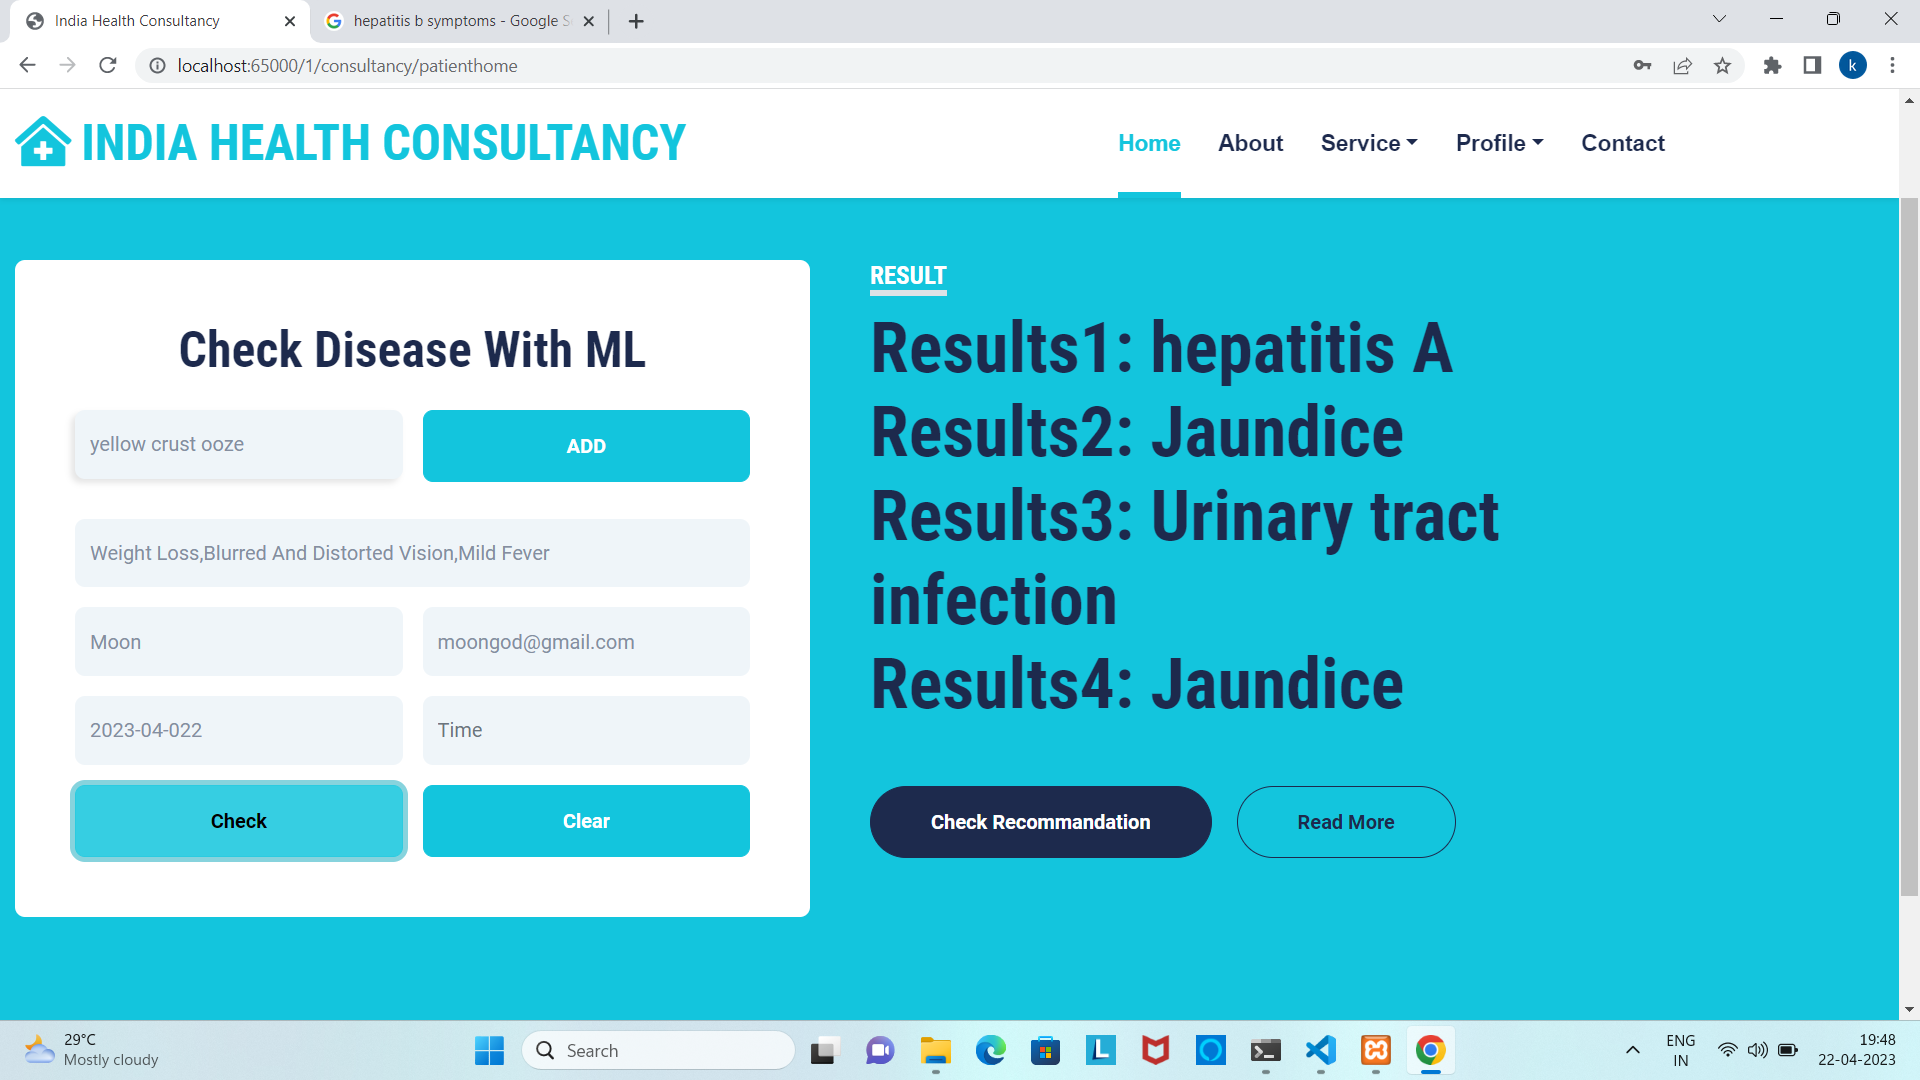 India Health Consultancy
hepatitis b symptoms - Google S
localhost:65000/1/consultancy/patienthome
k
INDIA HEALTH CONSULTANCY
Home
About
Service
Profile
Contact
Check Disease With ML
yellow crust ooze
ADD
Weight Loss,Blurred And Distorted Vision,Mild Fever
Moon
moongod@gmail.com
2023-04-022
Time
Check
Clear
RESULT
Results1: hepatitis A
Results2: Jaundice
Results3: Urinary tract
infection
Results4: Jaundice
Check Recommandation
Read More
29°C
Mostly cloudy
Search
L
ENG
IN
19:48
22-04-2023